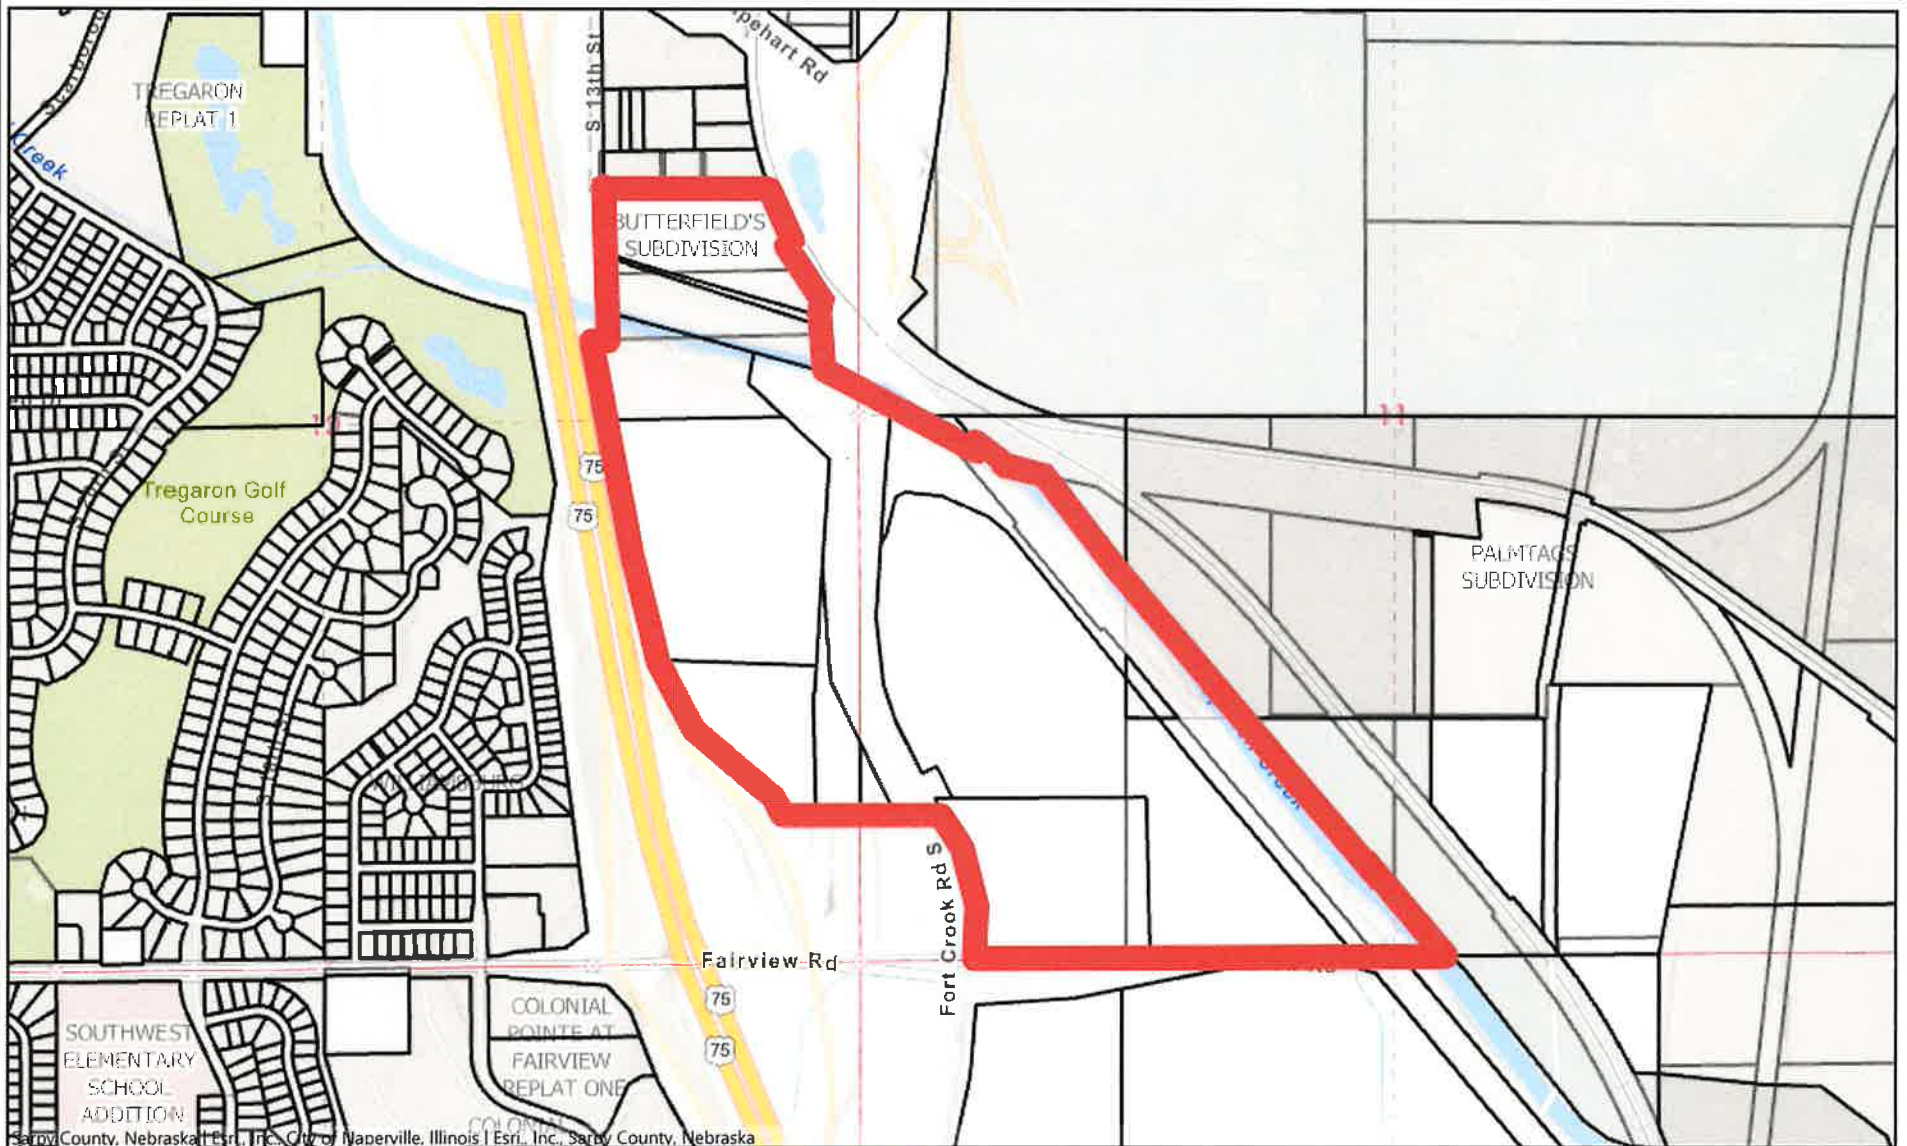 Capehart Rd
S 13th St
TREGARON
REPLAT 1
Creek
BUTTERFIELD'S
SUBDIVISION
11
75
Tregaron Golf
Course
75
PALMTAGS
SUBDIVISION
Creek
Fort Crook Rd S
Fairview Rd
Rd
75
COLONIAL
POINTE AT
FAIRVIEW
REPLAT ONE
75
SOUTHWEST
ELEMENTARY
SCHOOL
ADDITION
COLONIAL
Sarpy County, Nebraska | Esri., Inc., City of Naperville, Illinois | Esri., Inc., Sarpy County, Nebraska